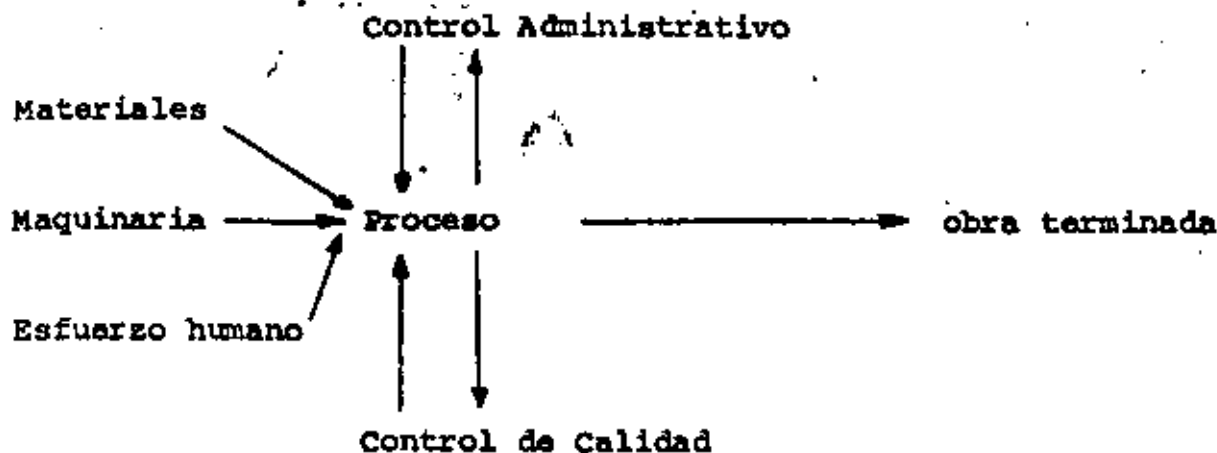 Control Administrativo
Materiales
Maquinaria
Proceso
obra terminada
Esfuerzo humano
Control de Calidad